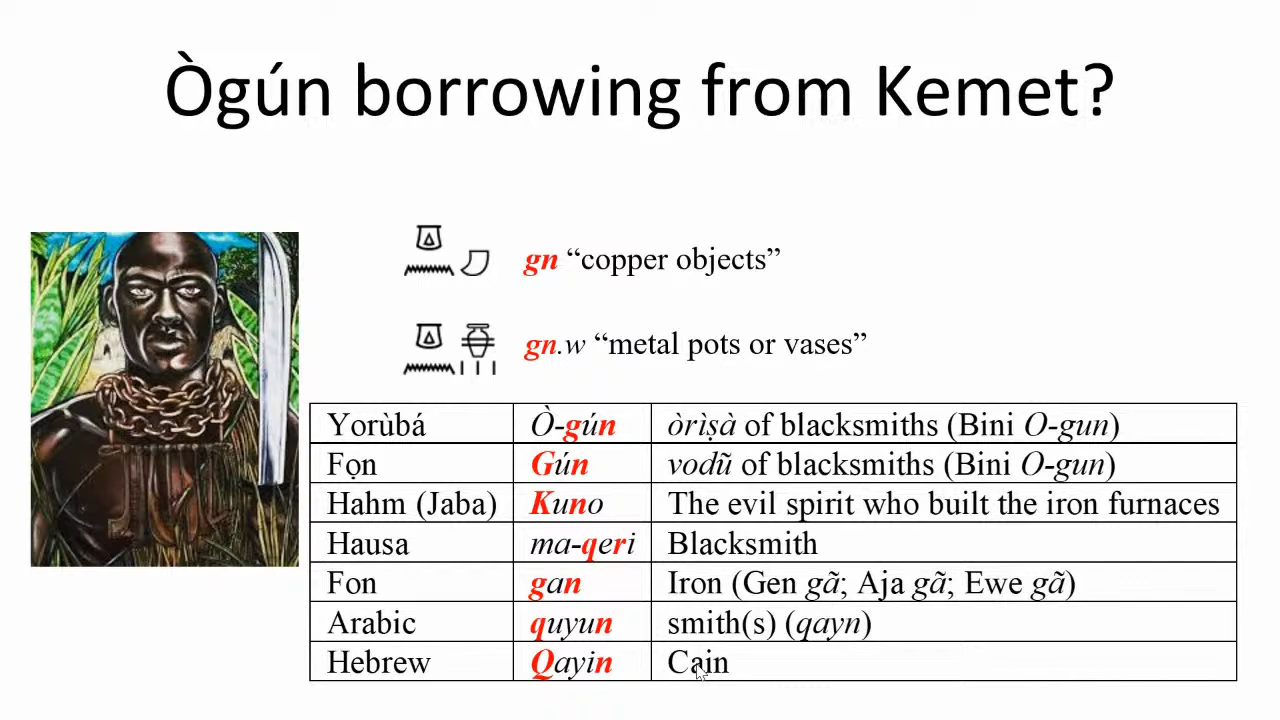 Ògún borrowing from Kemet?
gn “copper objects”
gn.w “metal pots or vases”
Yorùbá Ò-gún òrìṣà of blacksmiths (Bini O-gun)
Fọn Gún vodũ of blacksmiths (Bini O-gun)
Hahm (Jaba) Kuno The evil spirit who built the iron furnaces
Hausa ma-qeri Blacksmith
Fon gan Iron (Gen gã; Aja gã; Ewe gã)
Arabic quyun smith(s) (qayn)
Hebrew Qayin Cain